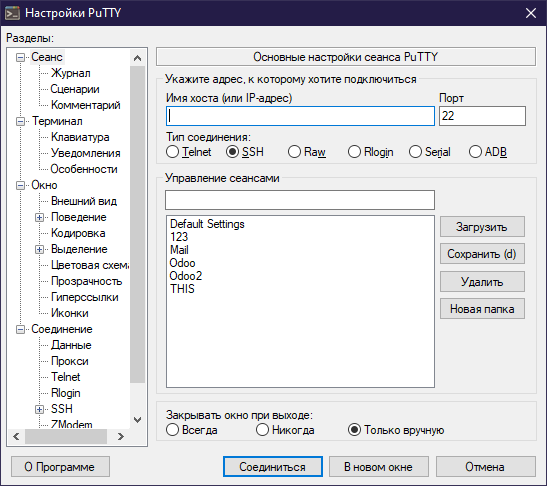 Настройки PuTTY
Разделы:
Сеанс
Журнал
Сценарии
Комментарий
Терминал
Клавиатура
Уведомления
Особенности
Окно
Внешний вид
Поведение
Кодировка
Выделение
Цветовая схема
Прозрачность
Гиперссылки
Иконки
Соединение
Данные
Прокси
Telnet
Rlogin
SSH
ZModem
Основные настройки сеанса PuTTY
Укажите адрес, к которому хотите подключиться
Имя хоста (или IP-адрес) Порт
22
Тип соединения:
Telnet SSH Raw Rlogin Serial ADB
Управление сеансами
Default Settings
123
Mail
Odoo
Odoo2
THIS
Загрузить
Сохранить (d)
Удалить
Новая папка
Закрывать окно при выходе:
Всегда Никогда Только вручную
О Программе Соединиться В новом окне Отмена